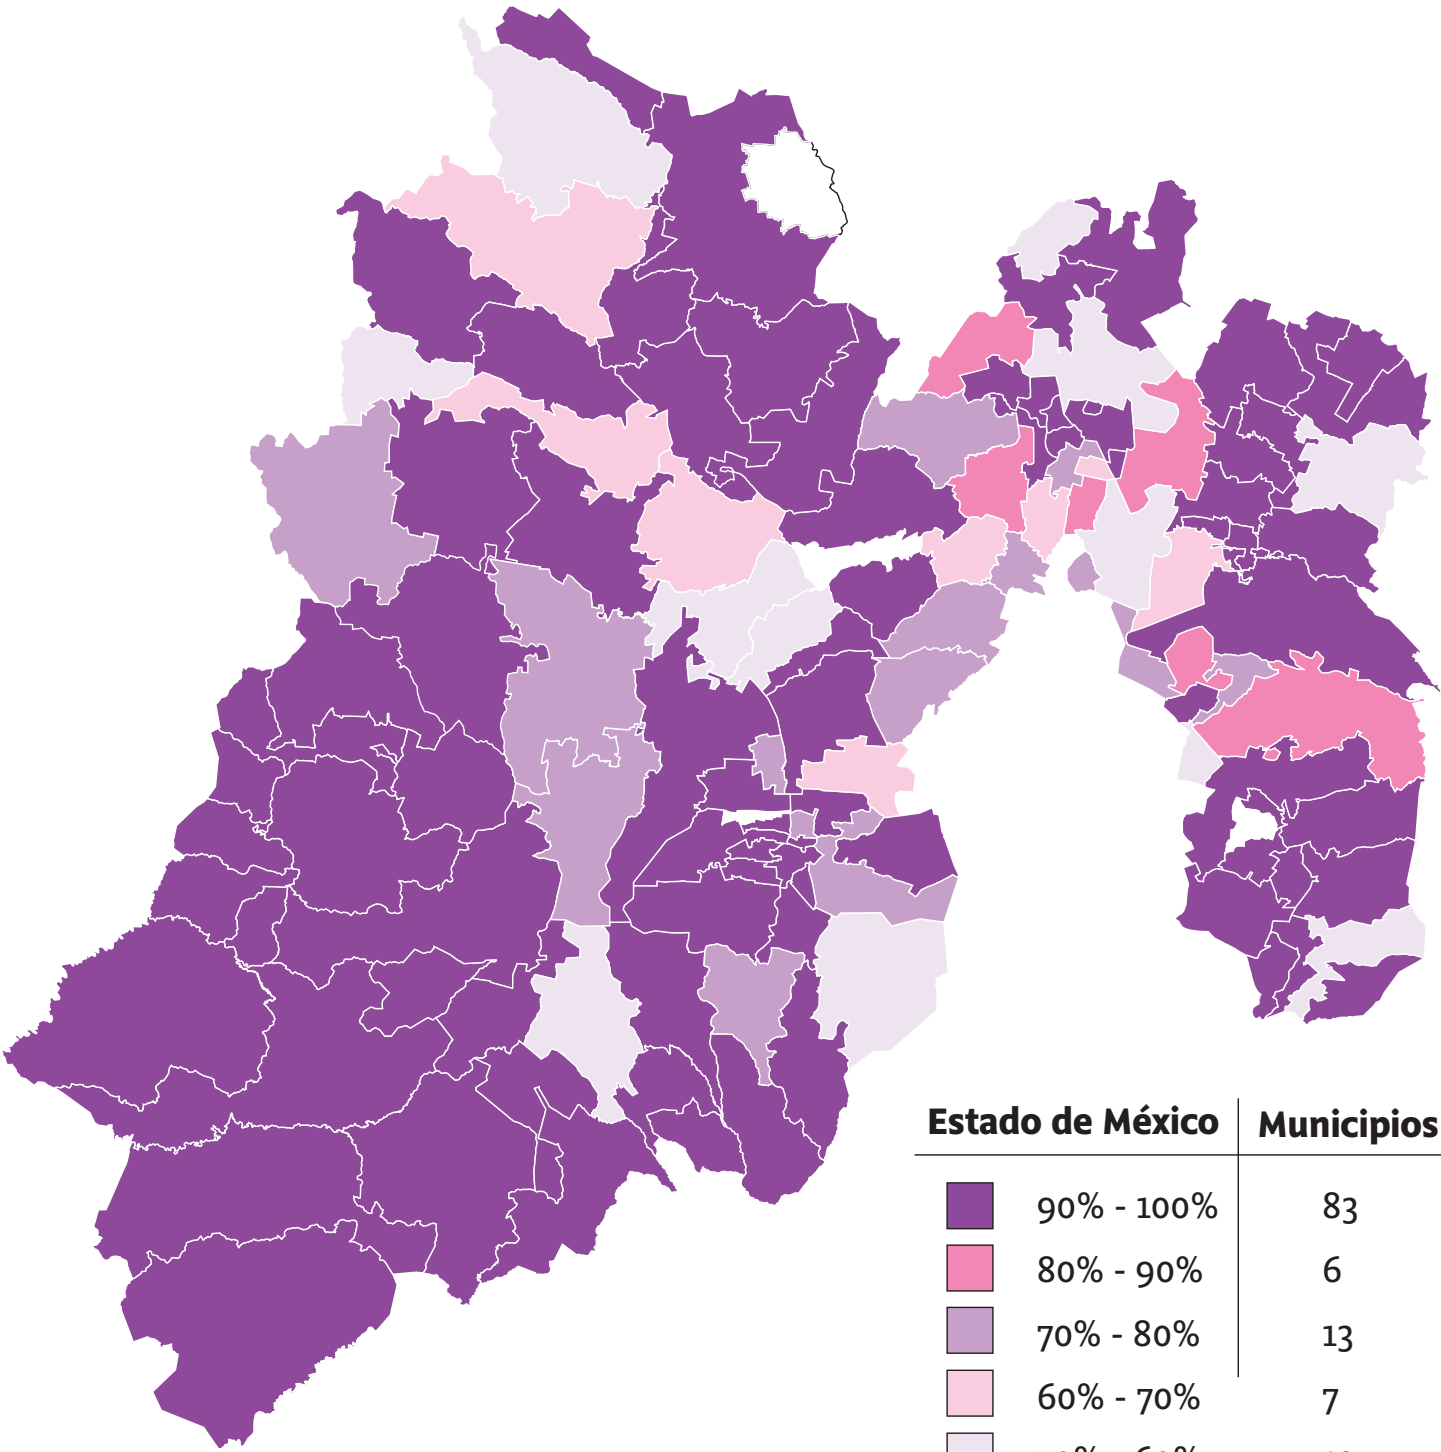 Estado de México Municipios
90% - 100% 83
80% - 90% 6
70% - 80% 13
60% - 70% 7